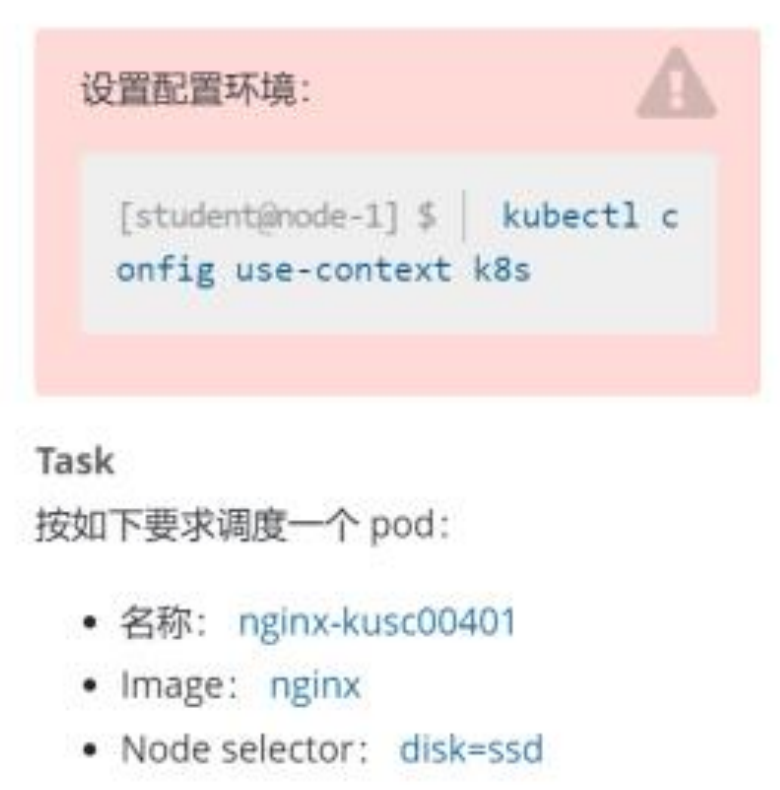 设置配置环境：
[student@node-1] $ | kubectl c
onfig use-context k8s
Task
按如下要求调度一个 pod：
• 名称： nginx-kusc00401
• Image： nginx
• Node selector： disk=ssd